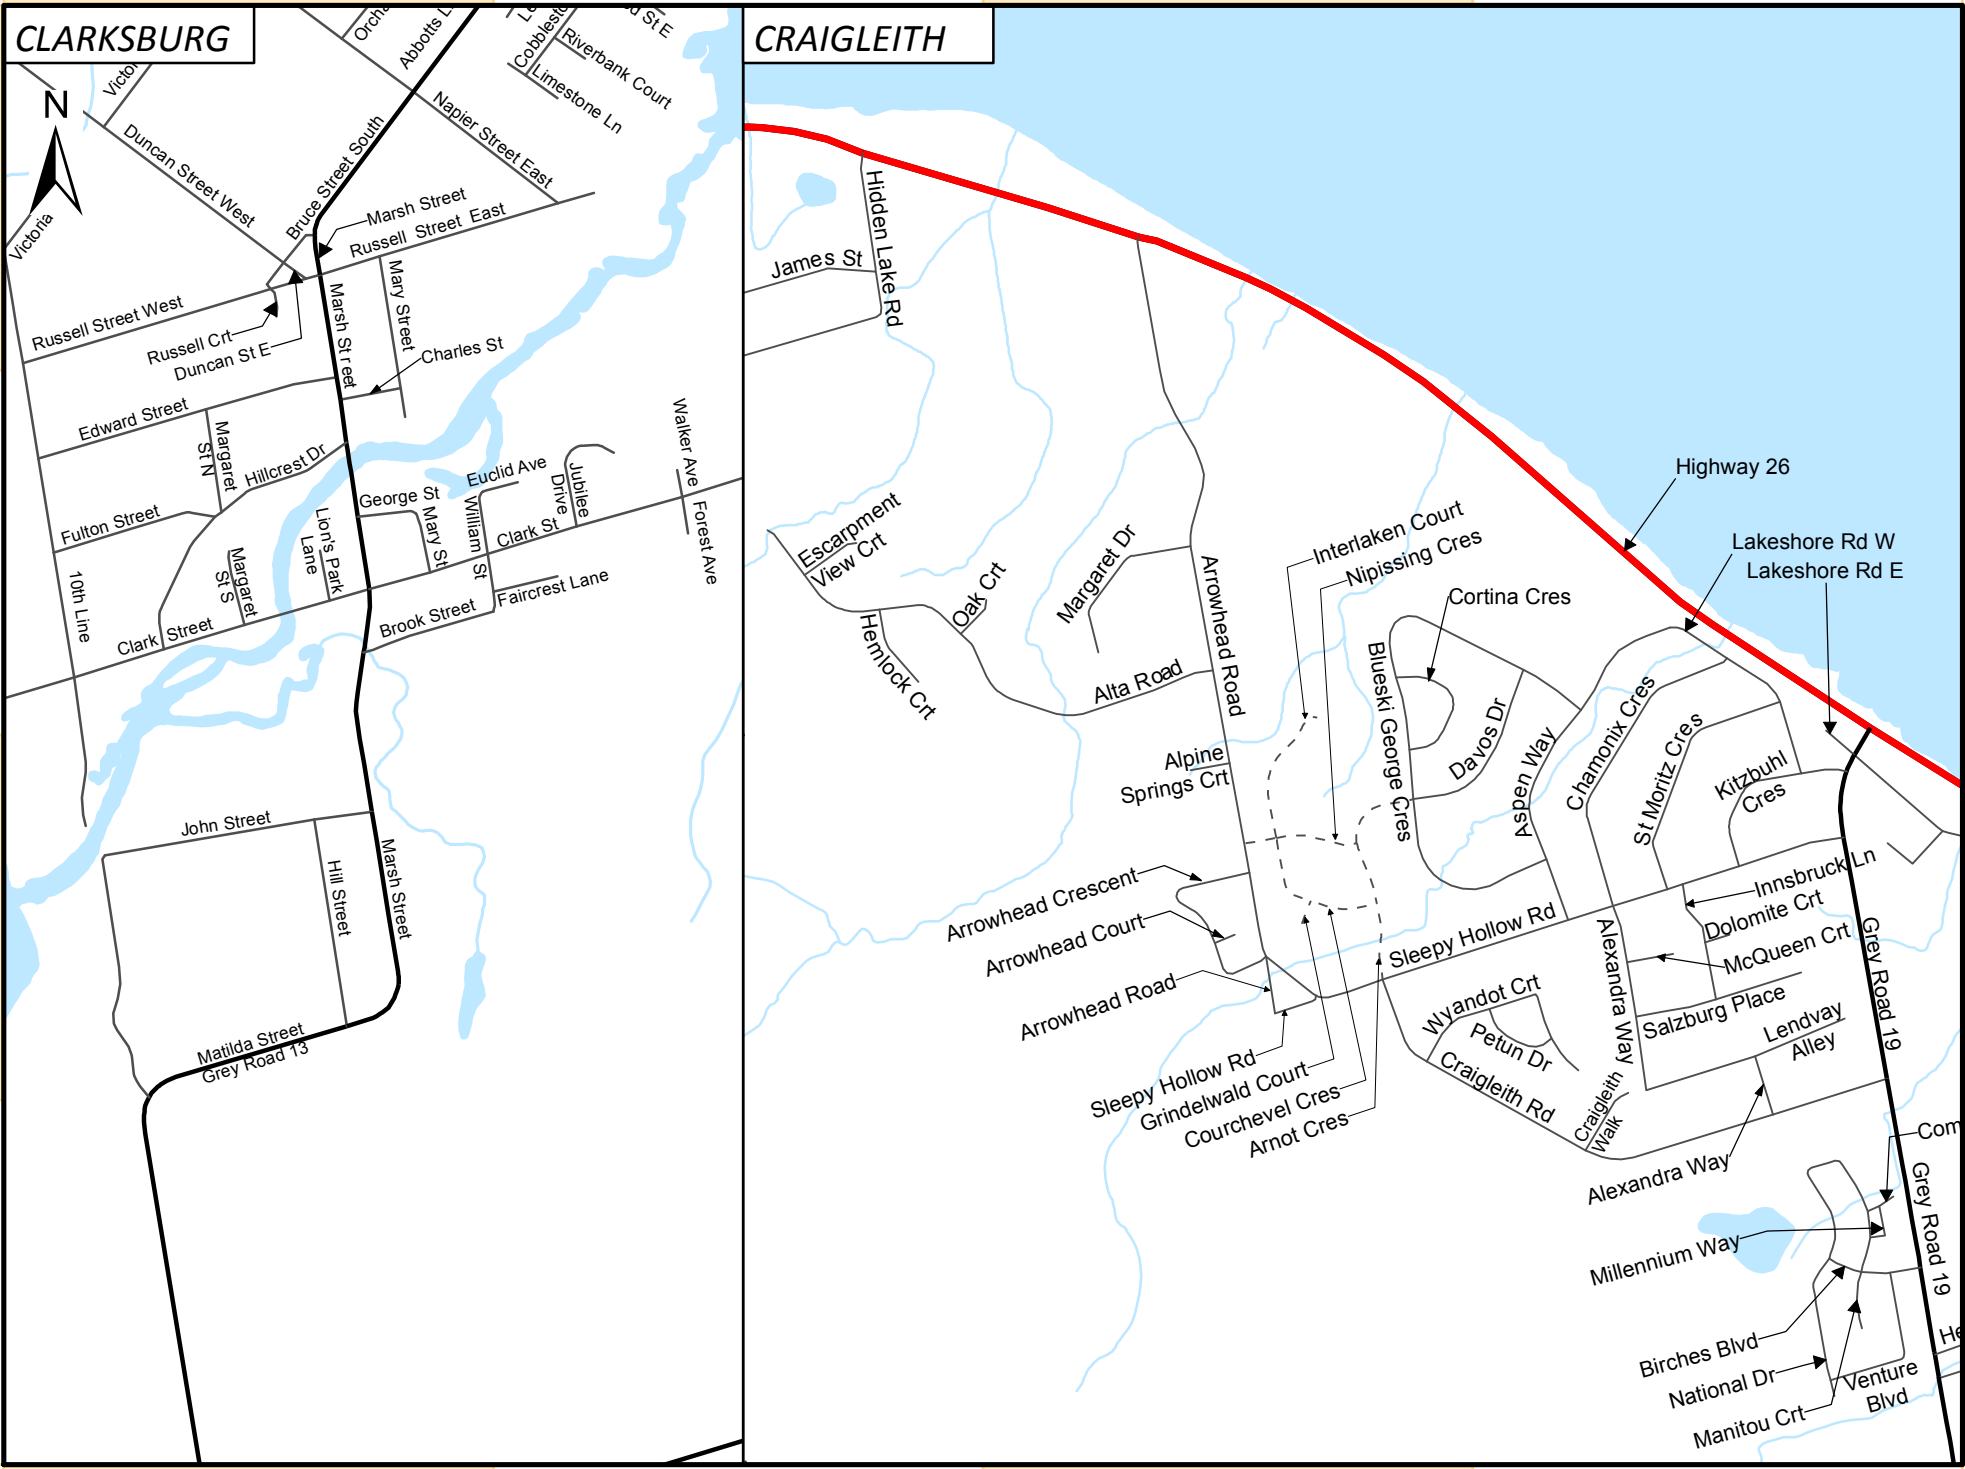 CLARKSBURG
N
Abbotts
Riverbank Court
Limestone Ln
Napier Street East
Duncan Street West
Bruce Street South
Marsh Street
Russell Street East
Victoria
Mary Street
Marsh Street
Russell Street West
Russell Crt
Duncan St E
Charles St
Edward Street
Margaret
St N
Hillcrest Dr
Walker Ave
Euclid Ave
Jubilee
Drive
George St
Mary St
William St
Clark St
Forest Ave
Fulton Street
Lion's Park
Lane
Margaret
St S
10th Line
Faircrest Lane
Brook Street
Clark Street
John Street
Hill Street
Marsh Street
Matilda Street
Grey Road 13
CRAIGLEITH
Hidden Lake Rd
James St
Highway 26
Lakeshore Rd W
Lakeshore Rd E
Interlaken Court
Nipissing Cres
Cortina Cres
Escarpment
View Crt
Oak Crt
Margaret Dr
Arrowhead Road
Hemlock Crt
Alta Road
Blueski George Cres
Davos Dr
Aspen Way
Chamonix Cres
St Moritz Cres
Kitzbuhl
Cres
Alpine
Springs Crt
Arrowhead Crescent
Arrowhead Court
Arrowhead Road
Sleepy Hollow Rd
Innsbruck Ln
Dolomite Crt
McQueen Crt
Salzburg Place
Alexandra Way
Grey Road 19
Lendvay
Alley
Wyandot Crt
Petun Dr
Craigleith Rd
Craigleith
Walk
Sleepy Hollow Rd
Grindelwald Court
Courchevel Cres
Arnot Cres
Alexandra Way
Com
Grey Road 19
Millennium Way
Birches Blvd
National Dr
Manitou Crt
Venture
Blvd
He